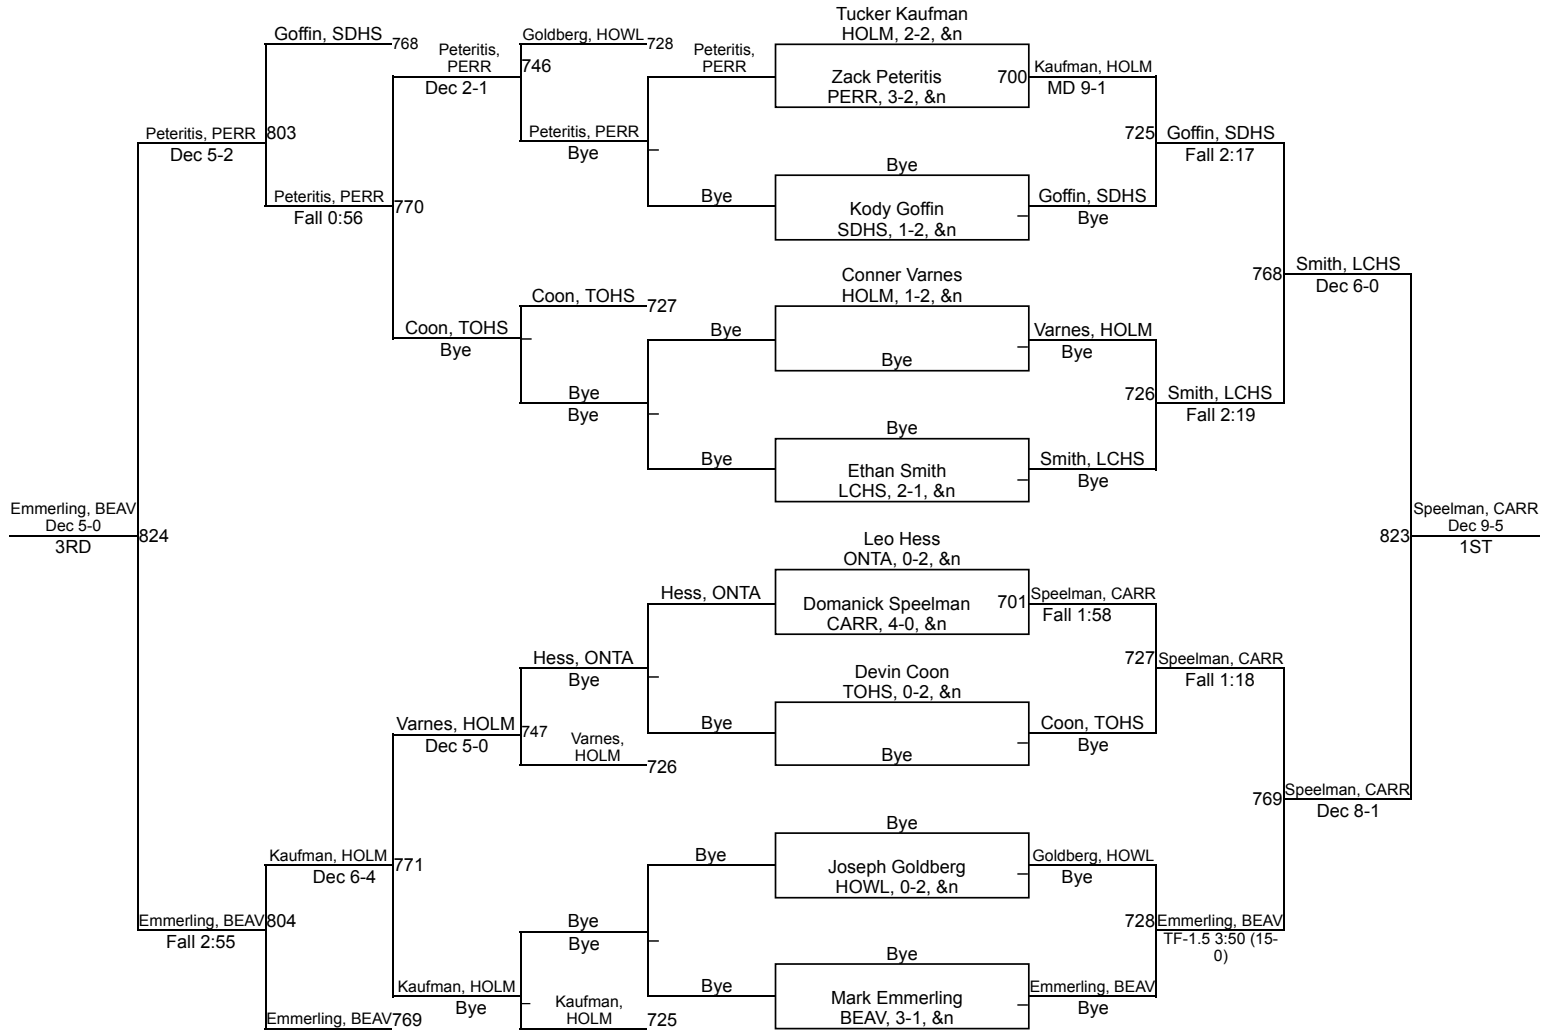 Tucker Kaufman
HOLM, 2-2, &n
Goffin, SDHS
768
Peteritis,
PERR
Dec 2-1
Goldberg, HOWL
728
746
Peteritis,
PERR
Zack Peteritis
PERR, 3-2, &n
700
Kaufman, HOLM
MD 9-1
Peteritis, PERR
Dec 5-2
803
Peteritis, PERR
Bye
725
Goffin, SDHS
Fall 2:17
Bye
Peteritis, PERR
Fall 0:56
770
Bye
Kody Goffin
SDHS, 1-2, &n
Goffin, SDHS
Bye
Conner Varnes
HOLM, 1-2, &n
768
Smith, LCHS
Dec 6-0
Coon, TOHS
727
Coon, TOHS
Bye
Bye
Bye
Varnes, HOLM
Bye
Bye
Bye
726
Smith, LCHS
Fall 2:19
Bye
Bye
Ethan Smith
LCHS, 2-1, &n
Smith, LCHS
Bye
Emmerling, BEAV
Dec 5-0
3RD
824
823
Speelman, CARR
Dec 9-5
1ST
Leo Hess
ONTA, 0-2, &n
Hess, ONTA
Domanick Speelman
CARR, 4-0, &n
701
Speelman, CARR
Fall 1:58
Hess, ONTA
Bye
727
Speelman, CARR
Fall 1:18
Devin Coon
TOHS, 0-2, &n
Varnes, HOLM
Dec 5-0
747
Varnes,
HOLM
726
Bye
Bye
Coon, TOHS
Bye
769
Speelman, CARR
Dec 8-1
Bye
Kaufman, HOLM
Dec 6-4
771
Bye
Joseph Goldberg
HOWL, 0-2, &n
Goldberg, HOWL
Bye
Emmerling, BEAV
Fall 2:55
804
Bye
Bye
728
Emmerling, BEAV
TF-1.5 3:50 (15-
0)
Bye
Kaufman, HOLM
Bye
Bye
Mark Emmerling
BEAV, 3-1, &n
Emmerling, BEAV
Bye
Emmerling, BEAV
769
Kaufman,
HOLM
725